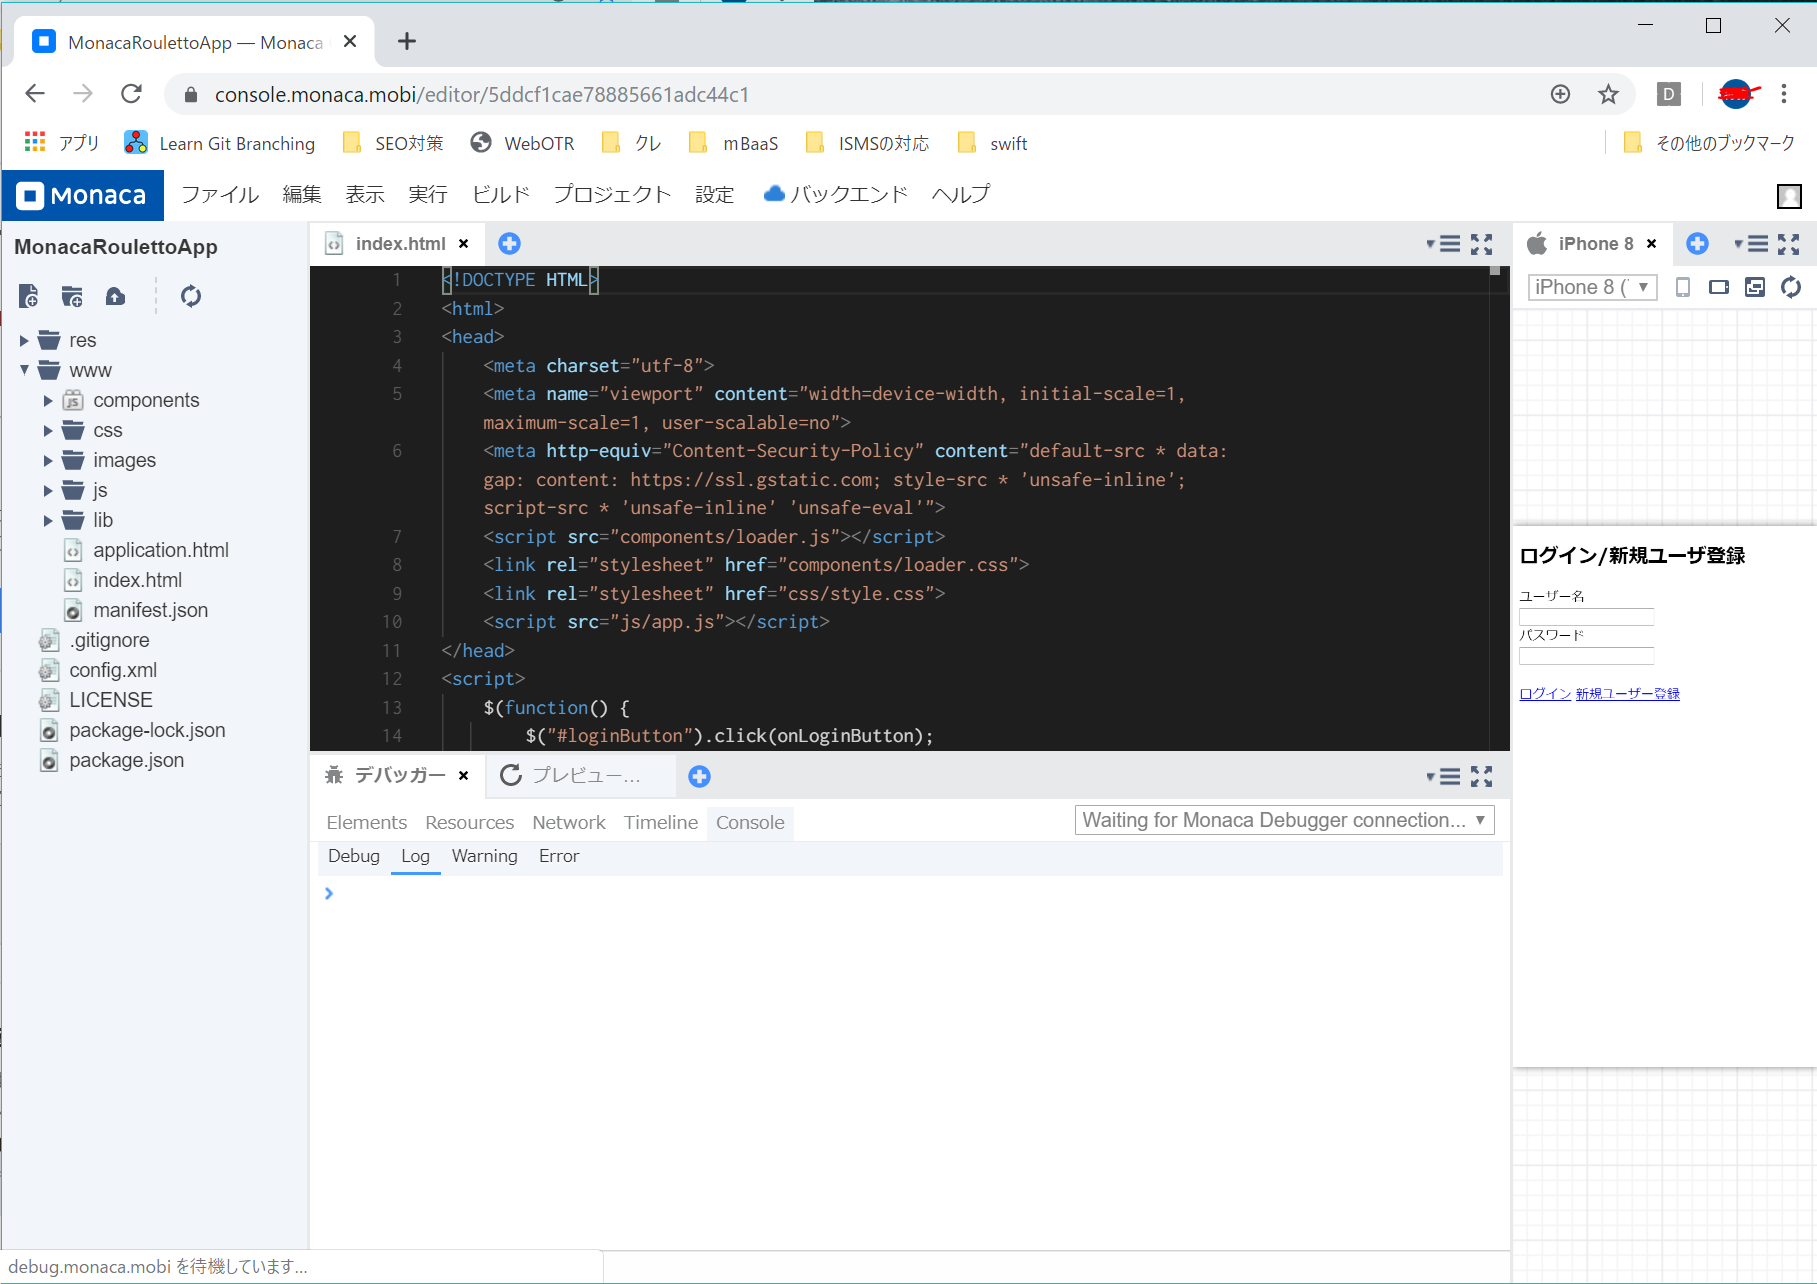 MonacaRoulettoApp — Monaca
console.monaca.mobi/editor/5ddcf1cae78885661adc44c1
D
アプリ Learn Git Branching SEO対策 WebOTR クレ mBaaS ISMSの対応 swift その他のブックマーク
Monaca ファイル 編集 表示 実行 ビルド プロジェクト 設定 バックエンド ヘルプ
MonacaRoulettoApp
res
www
components
css
images
js
lib
application.html
index.html
manifest.json
.gitignore
config.xml
LICENSE
package-lock.json
package.json
index.html
1 <!DOCTYPE HTML>
2 <html>
3 <head>
4 <meta charset="utf-8">
5 <meta name="viewport" content="width=device-width, initial-scale=1,
maximum-scale=1, user-scalable=no">
6 <meta http-equiv="Content-Security-Policy" content="default-src * data:
gap: content: https://ssl.gstatic.com; style-src * 'unsafe-inline';
script-src * 'unsafe-inline' 'unsafe-eval'">
7 <script src="components/loader.js"></script>
8 <link rel="stylesheet" href="components/loader.css">
9 <link rel="stylesheet" href="css/style.css">
10 <script src="js/app.js"></script>
11 </head>
12 <script>
13 $(function() {
14 $("#loginButton").click(onLoginButton);
デバッガー プレビュー...
Elements Resources Network Timeline Console Waiting for Monaca Debugger connection...
Debug Log Warning Error
iPhone 8
iPhone 8 (
ログイン/新規ユーザ登録
ユーザー名
パスワード
ログイン 新規ユーザー登録
debug.monaca.mobi を待機しています...